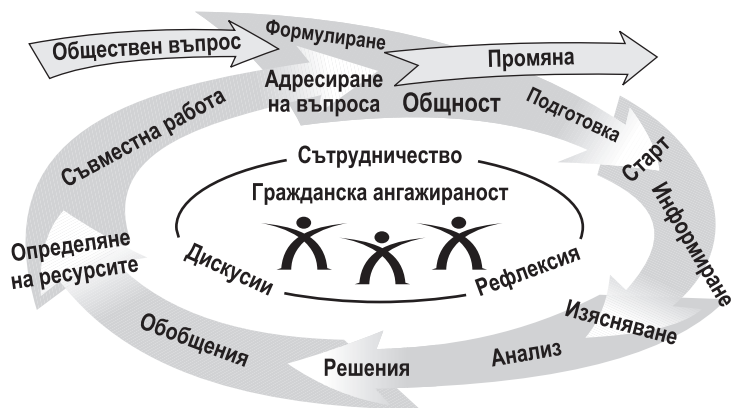 Обществен въпрос
Формулиране
Промяна
Адресиране
на въпроса
Общност
Подготовка
Старт
Информиране
Изясняване
Анализ
Решения
Обобщения
Определяне
на ресурсите
Съвместна работа
Сътрудничество
Гражданска ангажираност
Дискусии
Рефлексия